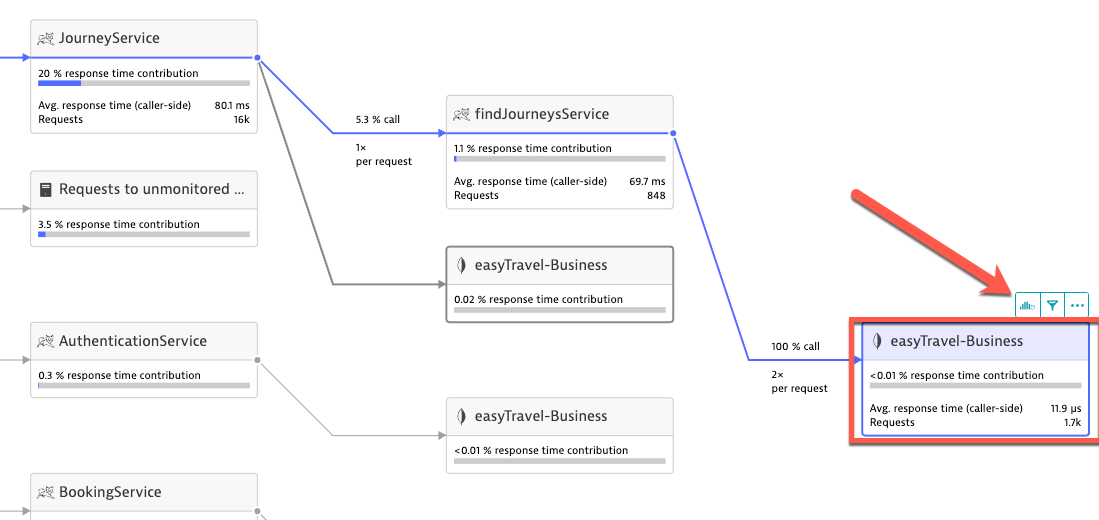 JourneyService
20 % response time contribution
Avg. response time (caller-side) 80.1 ms
Requests 16k
5.3 % call
1×
per request
findJourneysService
1.1 % response time contribution
Avg. response time (caller-side) 69.7 ms
Requests 848
Requests to unmonitored ...
3.5 % response time contribution
easyTravel-Business
0.02 % response time contribution
100 % call
2×
per request
easyTravel-Business
<0.01 % response time contribution
Avg. response time (caller-side) 11.9 µs
Requests 1.7k
AuthenticationService
0.3 % response time contribution
easyTravel-Business
<0.01 % response time contribution
BookingService